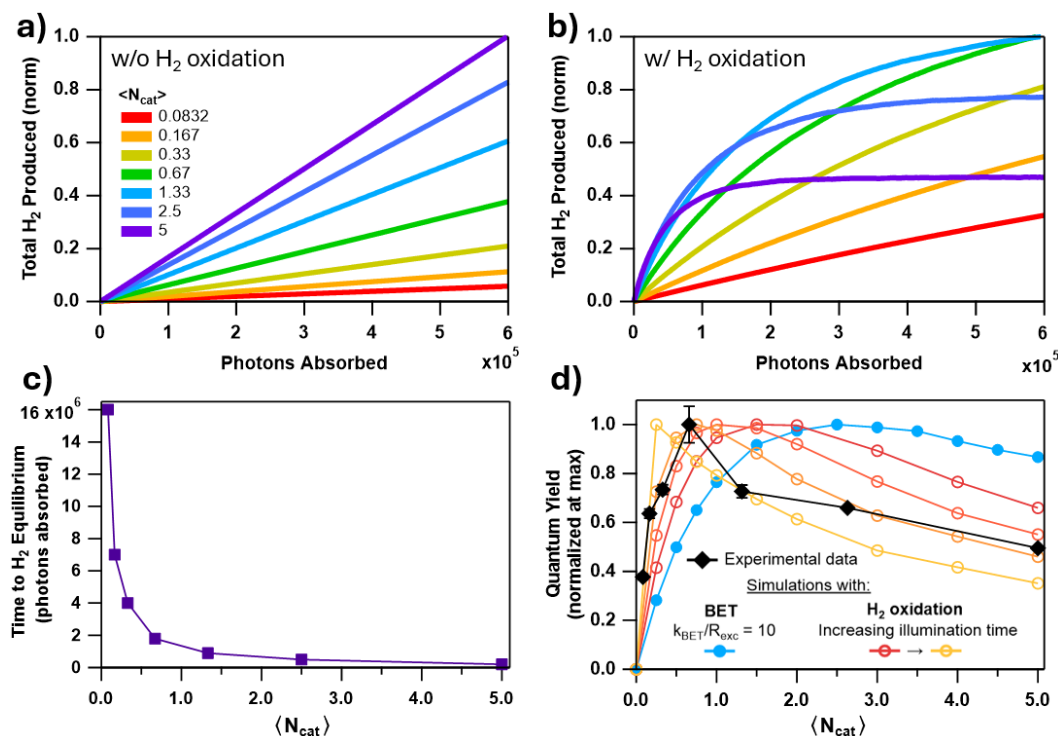 a)
w/o H2 oxidation
<Ncat>
0.0832
0.167
0.33
0.67
1.33
2.5
5
Total H2 Produced (norm)
1.0
0.8
0.6
0.4
0.2
0.0
0 1 2 3 4 5 6
Photons Absorbed x10^5
b)
w/ H2 oxidation
Total H2 Produced (norm)
1.0
0.8
0.6
0.4
0.2
0.0
0 1 2 3 4 5 6
Photons Absorbed x10^5
c)
Time to H2 Equilibrium
(photons absorbed)
16 x10^6
14
12
10
8
6
4
2
0
0 1.0 2.0 3.0 4.0 5.0
⟨Ncat⟩
d)
Quantum Yield
(normalized at max)
1.0
0.8
0.6
0.4
0.2
0.0
Experimental data
Simulations with:
BET
kBET/Rexc = 10
H2 oxidation
Increasing illumination time
→
0.0 1.0 2.0 3.0 4.0 5.0
⟨Ncat⟩